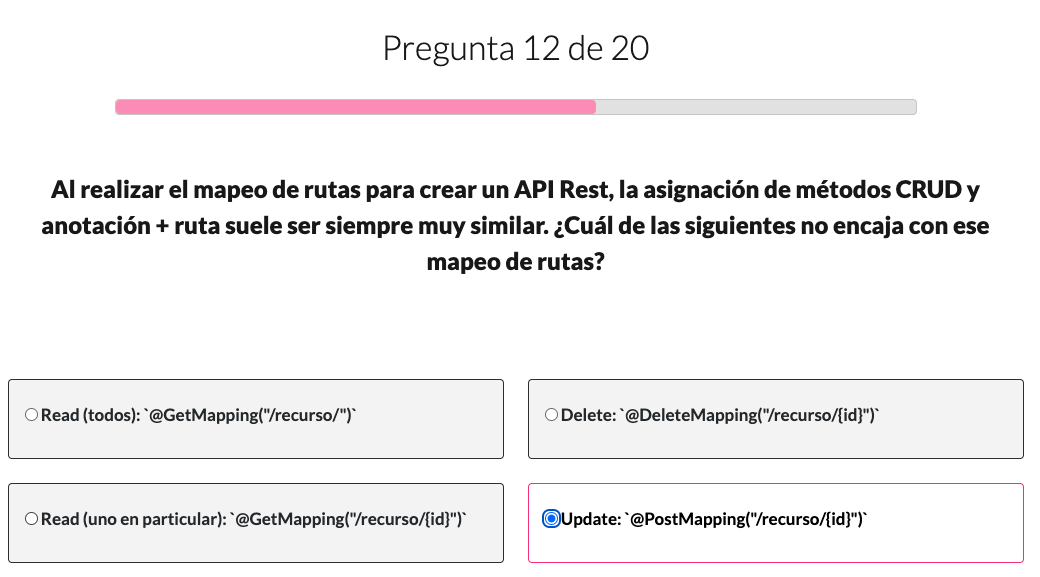 Pregunta 12 de 20
Al realizar el mapeo de rutas para crear un API Rest, la asignación de métodos CRUD y
anotación + ruta suele ser siempre muy similar. ¿Cuál de las siguientes no encaja con ese
mapeo de rutas?
Read (todos): `@GetMapping("/recurso/")`
Delete: `@DeleteMapping("/recurso/{id}")`
Read (uno en particular): `@GetMapping("/recurso/{id}")`
Update: `@PostMapping("/recurso/{id}")`